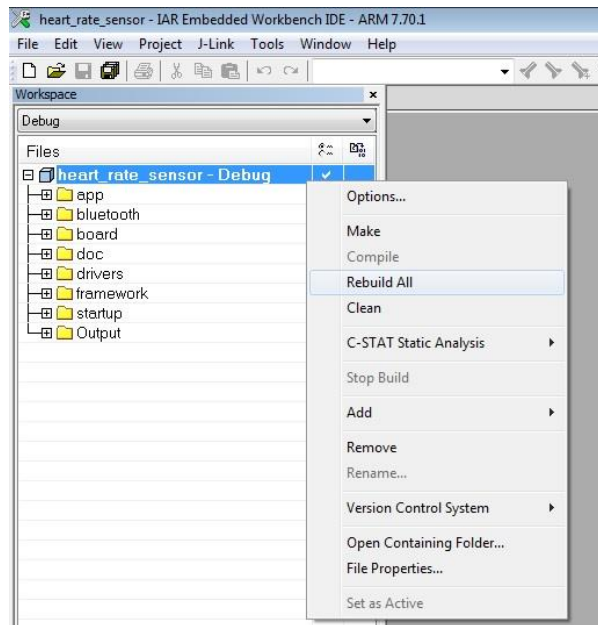 heart_rate_sensor - IAR Embedded Workbench IDE - ARM 7.70.1
File Edit View Project J-Link Tools Window Help
Workspace
Debug
Files
heart_rate_sensor - Debug
app
bluetooth
board
doc
drivers
framework
startup
Output
Options...
Make
Compile
Rebuild All
Clean
C-STAT Static Analysis
Stop Build
Add
Remove
Rename...
Version Control System
Open Containing Folder...
File Properties...
Set as Active